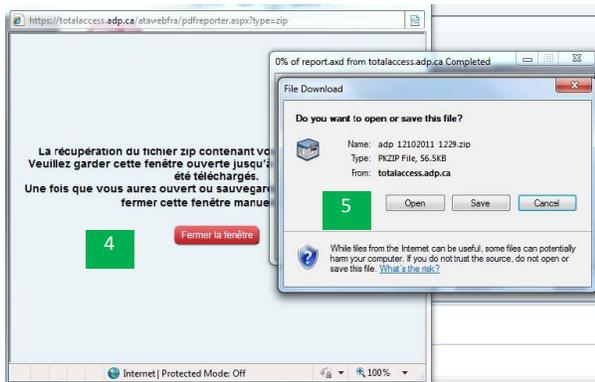 https://totalaccess.adp.ca/atawebfra/pdfreporter.aspx?type=zip
0% of report.axd from totalaccess.adp.ca Completed
File Download
Do you want to open or save this file?
Name: adp 12102011 1229.zip
Type: PKZIP File, 56.5KB
From: totalaccess.adp.ca
5
Open Save Cancel
While files from the Internet can be useful, some files can potentially
harm your computer. If you do not trust the source, do not open or
save this file. What's the risk?
La récupération du fichier zip contenant
Veuillez garder cette fenêtre ouverte
été téléchargés.
Une fois que vous aurez ouvert ou
fermer cette fenêtre
4
Fermer la fenêtre
Internet | Protected Mode: Off
100%